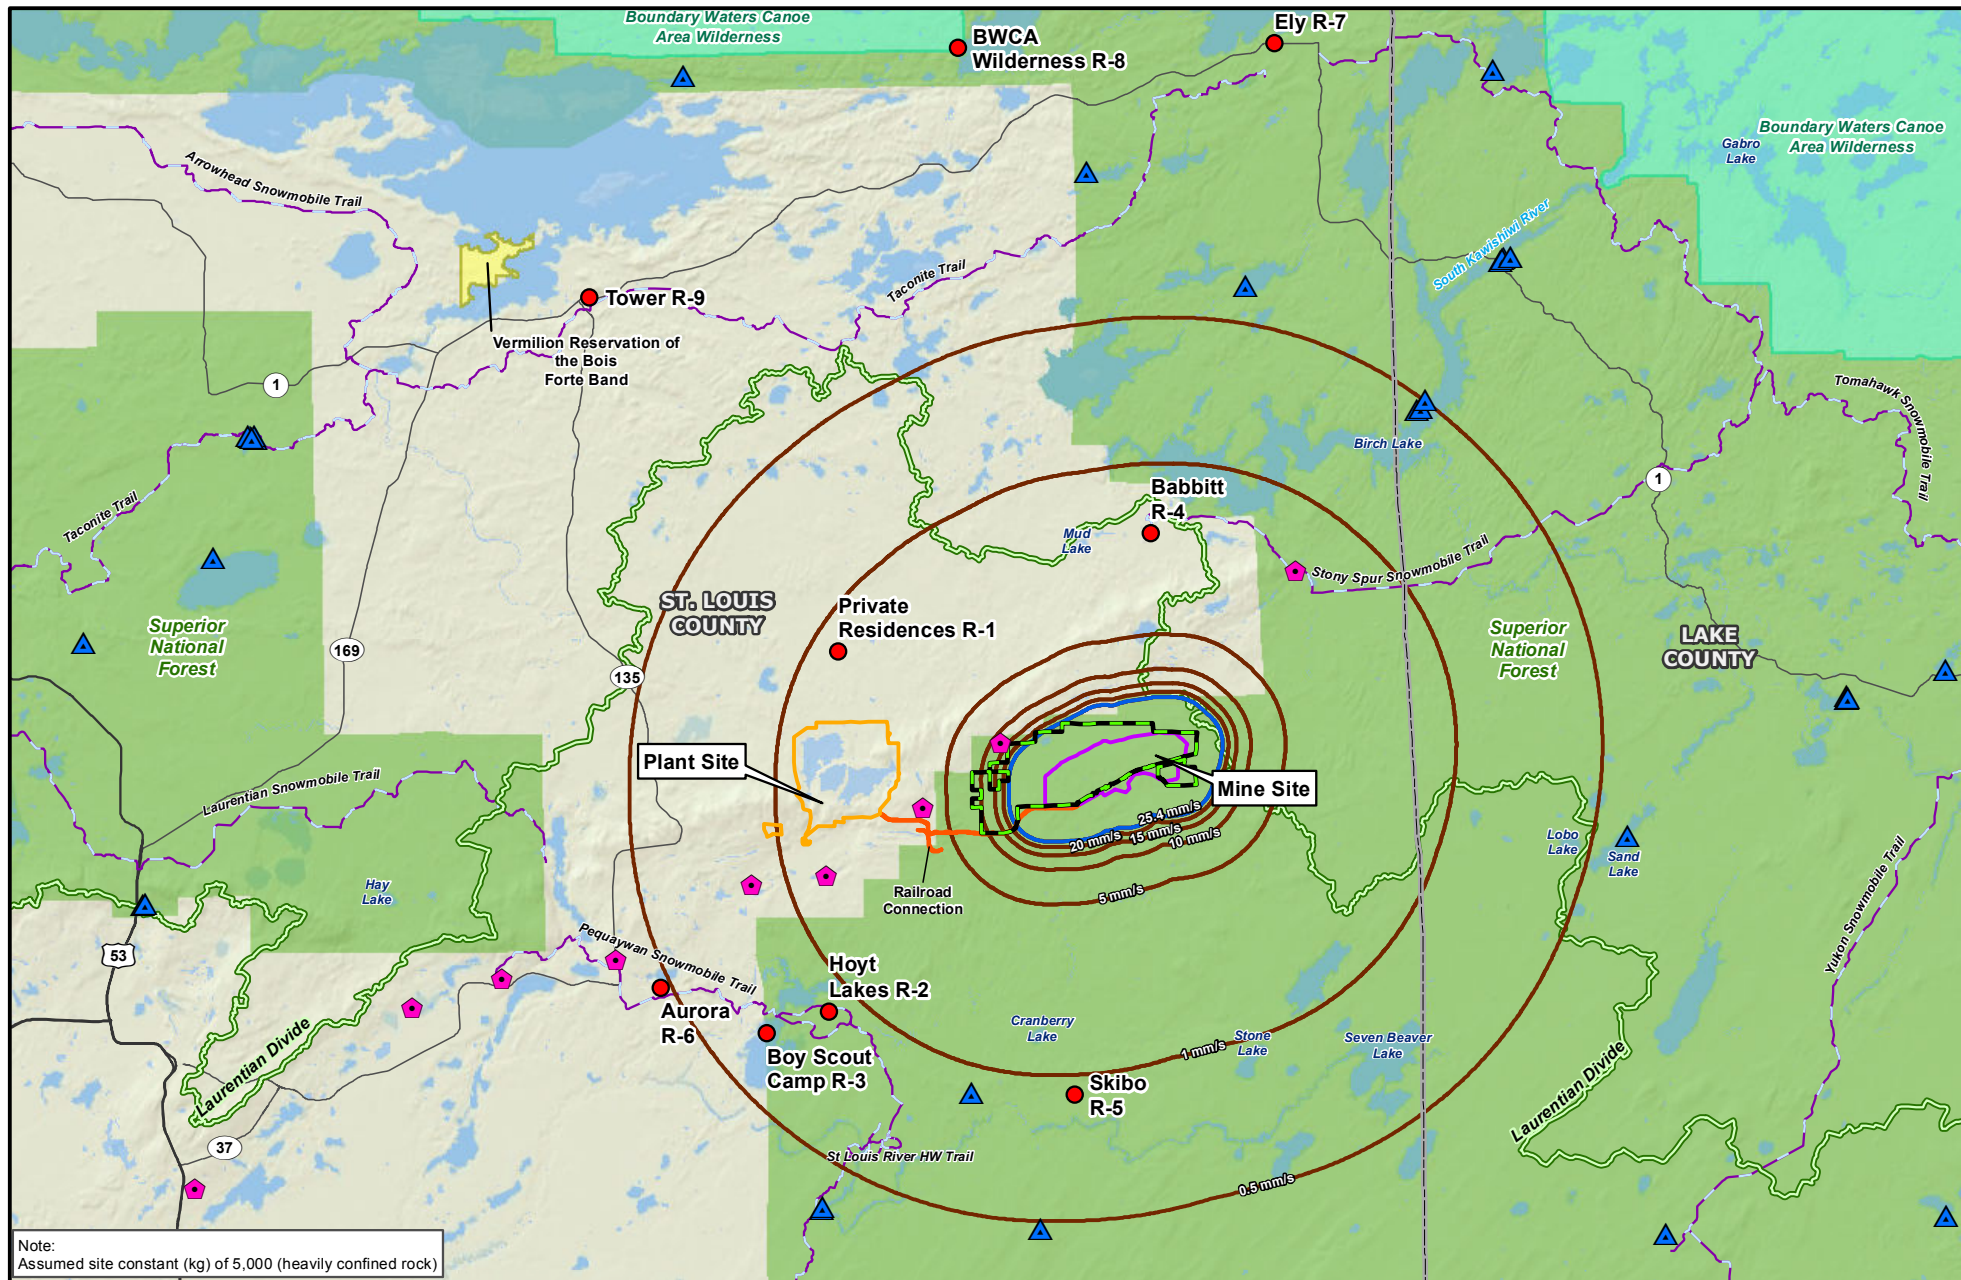 Boundary Waters Canoe
Area Wilderness
BWCA
Wilderness R-8
Ely R-7
Boundary Waters Canoe
Area Wilderness
Gabro
Lake
Arrowhead Snowmobile Trail
South Kawishiwi River
Taconite Trail
Tower R-9
Vermilion Reservation of
the Bois
Forte Band
1
Tomahawk Snowmobile Trail
Birch Lake
1
Babbitt
R-4
Taconite Trail
Mud
Lake
Stony Spur Snowmobile Trail
ST. LOUIS
COUNTY
Private
Residences R-1
Superior
National
Forest
169
135
Superior
National
Forest
LAKE
COUNTY
Plant Site
Mine Site
Laurentian Snowmobile Trail
25.4 mm/s
20 mm/s
15 mm/s
10 mm/s
5 mm/s
Lobo
Lake
Sand
Lake
Hay
Lake
Railroad
Connection
Yukon Snowmobile Trail
53
Pequaywan Snowmobile Trail
Hoyt
Lakes R-2
Aurora
R-6
Cranberry
Lake
Stone
Lake
Seven Beaver
Lake
1 mm/s
Boy Scout
Camp R-3
Skibo
R-5
Laurentian Divide
Laurentian Divide
37
St Louis River HW Trail
0.5 mm/s
Note:
Assumed site constant (kg) of 5,000 (heavily confined rock)